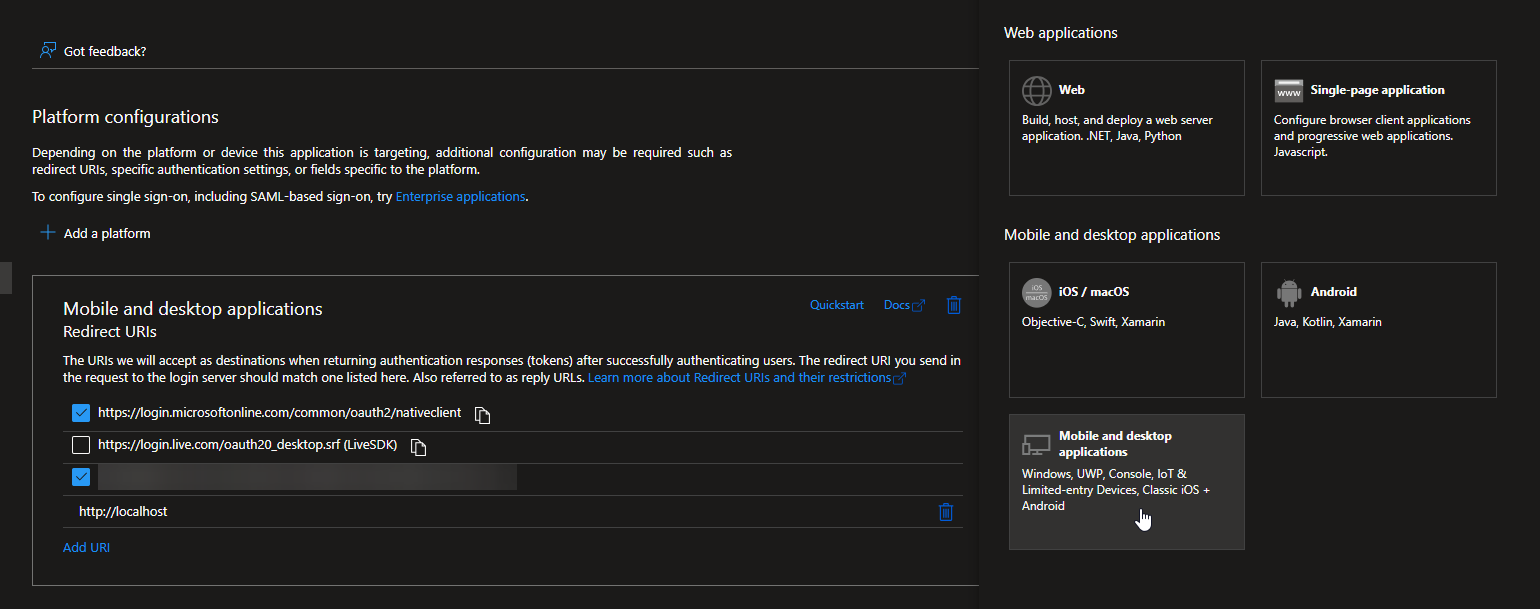 Got feedback?
Platform configurations
Depending on the platform or device this application is targeting, additional configuration may be required such as
redirect URIs, specific authentication settings, or fields specific to the platform.
To configure single sign-on, including SAML-based sign-on, try Enterprise applications.
Add a platform
Mobile and desktop applications
Quickstart
Docs
Redirect URIs
The URIs we will accept as destinations when returning authentication responses (tokens) after successfully authenticating users. The redirect URI you send in
the request to the login server should match one listed here. Also referred to as reply URLs. Learn more about Redirect URIs and their restrictions
https://login.microsoftonline.com/common/oauth2/nativeclient
https://login.live.com/oauth20_desktop.srf (LiveSDK)
http://localhost
Add URI
Web applications
Web
Build, host, and deploy a web server
application. .NET, Java, Python
www
Single-page application
Configure browser client applications
and progressive web applications.
Javascript.
Mobile and desktop applications
iOS
macOS
iOS / macOS
Objective-C, Swift, Xamarin
Android
Java, Kotlin, Xamarin
Mobile and desktop
applications
Windows, UWP, Console, IoT &
Limited-entry Devices, Classic iOS +
Android